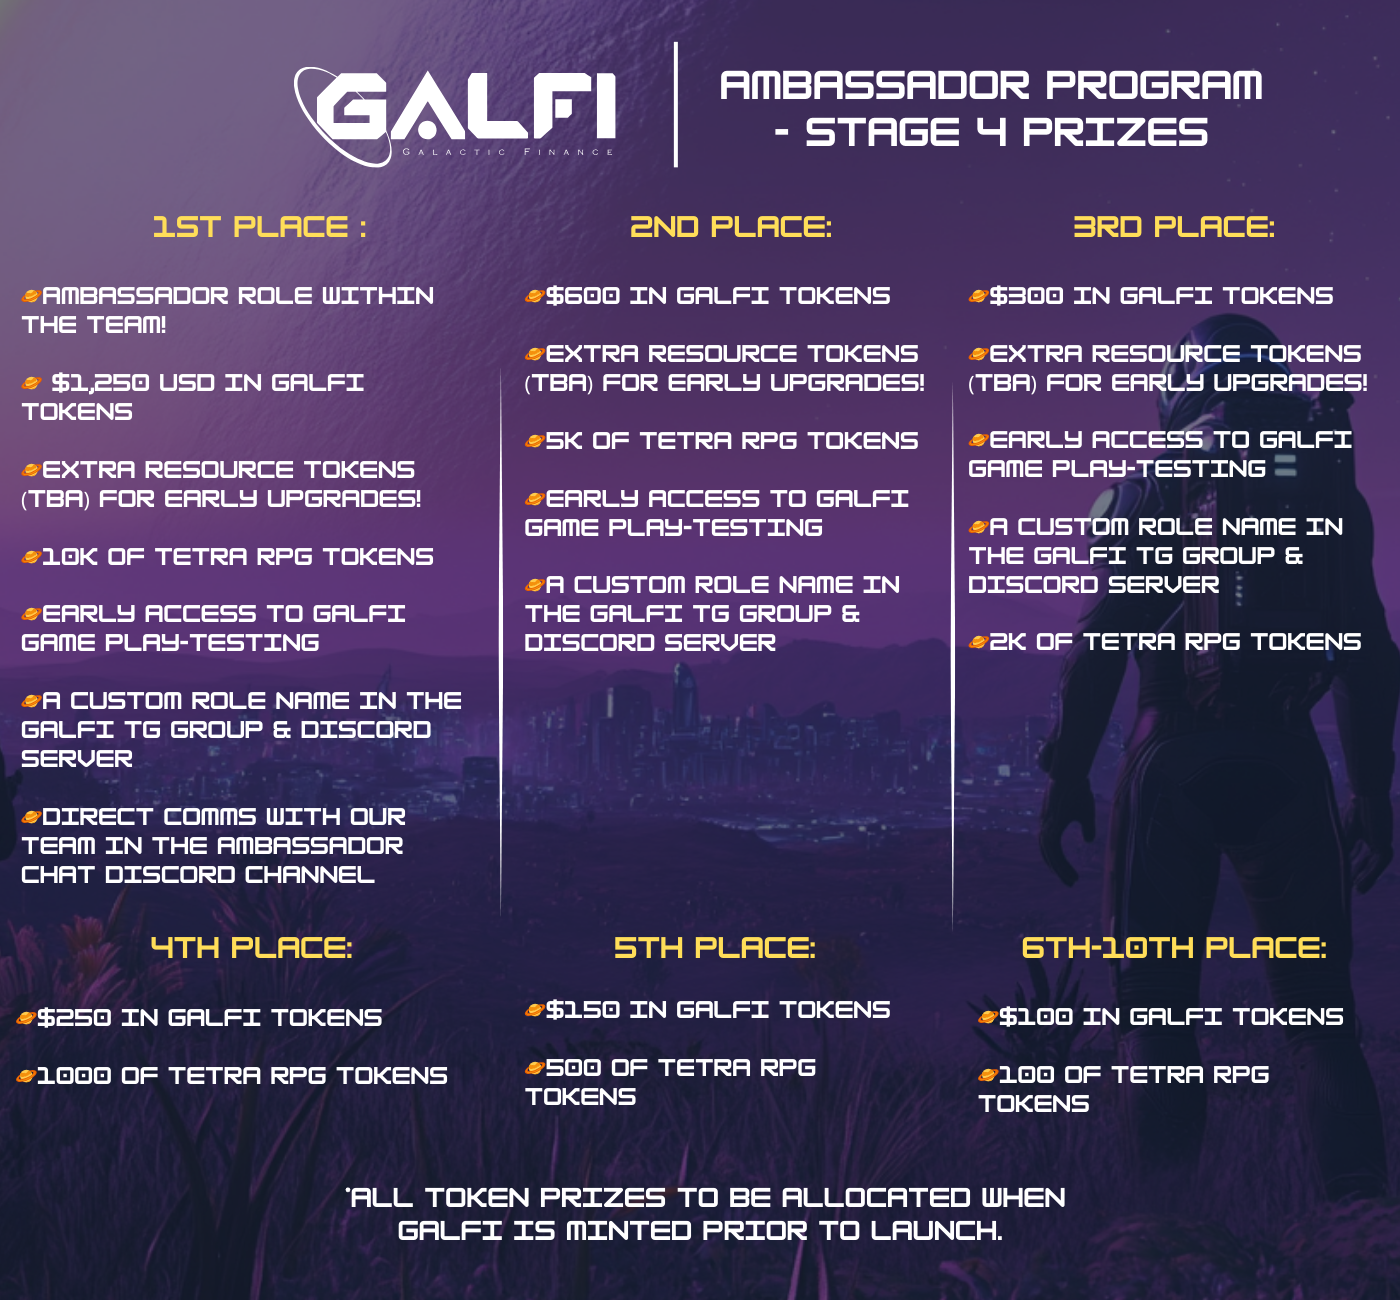 GALFI
GALACTIC FINANCE
AMBASSADOR PROGRAM
- STAGE 4 PRIZES
1ST PLACE :
🪐AMBASSADOR ROLE WITHIN
THE TEAM!
🪐 $1,250 USD IN GALFI
TOKENS
🪐EXTRA RESOURCE TOKENS
(TBA) FOR EARLY UPGRADES!
🪐10K OF TETRA RPG TOKENS
🪐EARLY ACCESS TO GALFI
GAME PLAY-TESTING
🪐A CUSTOM ROLE NAME IN THE
GALFI TG GROUP & DISCORD
SERVER
🪐DIRECT COMMS WITH OUR
TEAM IN THE AMBASSADOR
CHAT DISCORD CHANNEL
2ND PLACE:
🪐$600 IN GALFI TOKENS
🪐EXTRA RESOURCE TOKENS
(TBA) FOR EARLY UPGRADES!
🪐5K OF TETRA RPG TOKENS
🪐EARLY ACCESS TO GALFI
GAME PLAY-TESTING
🪐A CUSTOM ROLE NAME IN
THE GALFI TG GROUP &
DISCORD SERVER
3RD PLACE:
🪐$300 IN GALFI TOKENS
🪐EXTRA RESOURCE TOKENS
(TBA) FOR EARLY UPGRADES!
🪐EARLY ACCESS TO GALFI
GAME PLAY-TESTING
🪐A CUSTOM ROLE NAME IN
THE GALFI TG GROUP &
DISCORD SERVER
🪐2K OF TETRA RPG TOKENS
4TH PLACE:
🪐$250 IN GALFI TOKENS
🪐1000 OF TETRA RPG TOKENS
5TH PLACE:
🪐$150 IN GALFI TOKENS
🪐500 OF TETRA RPG
TOKENS
6TH-10TH PLACE:
🪐$100 IN GALFI TOKENS
🪐100 OF TETRA RPG
TOKENS
*ALL TOKEN PRIZES TO BE ALLOCATED WHEN
GALFI IS MINTED PRIOR TO LAUNCH.